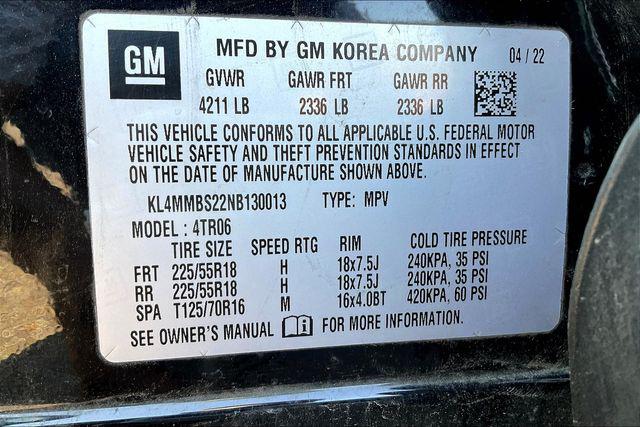 GM
MFD BY GM KOREA COMPANY 04 / 22
GVWR GAWR FRT GAWR RR
4211 LB 2336 LB 2336 LB
THIS VEHICLE CONFORMS TO ALL APPLICABLE U.S. FEDERAL MOTOR
VEHICLE SAFETY AND THEFT PREVENTION STANDARDS IN EFFECT
ON THE DATE OF MANUFACTURE SHOWN ABOVE.
KL4MMBS22NB130013 TYPE: MPV
MODEL : 4TR06
TIRE SIZE SPEED RTG RIM COLD TIRE PRESSURE
FRT 225/55R18 H 18x7.5J 240KPA, 35 PSI
RR 225/55R18 H 18x7.5J 240KPA, 35 PSI
SPA T125/70R16 M 16x4.0BT 420KPA, 60 PSI
SEE OWNER'S MANUAL FOR MORE INFORMATION.